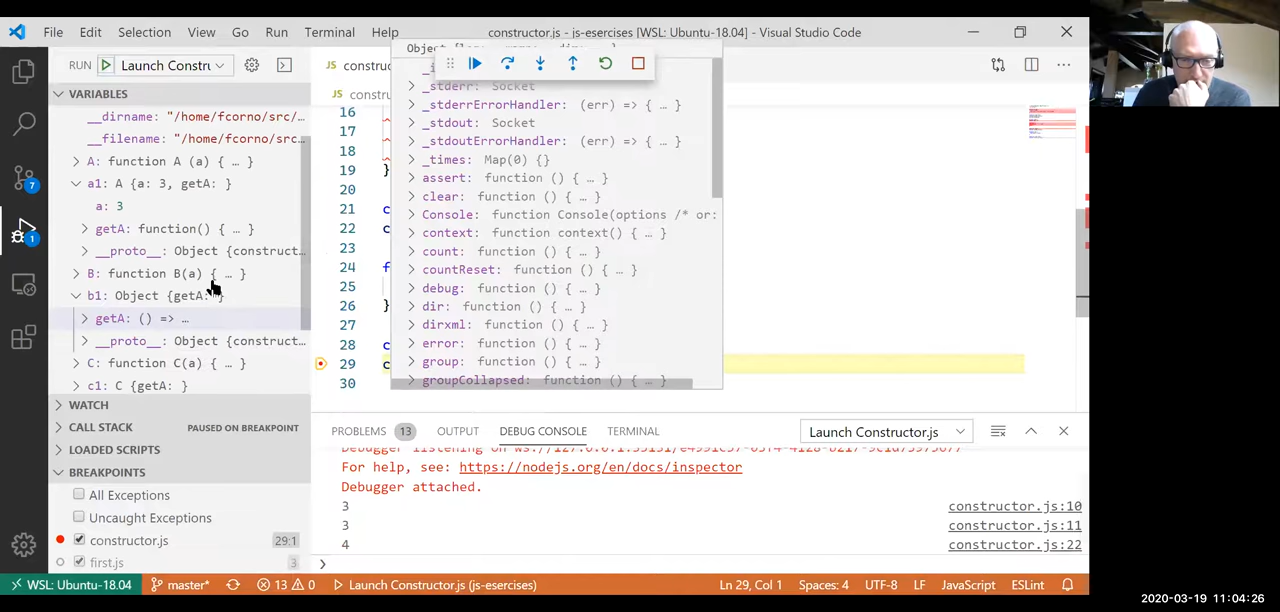 File Edit Selection View Go Run Terminal Help constructor.js - js-esercises [WSL: Ubuntu-18.04] - Visual Studio Code
RUN Launch Constru
JS constru
JS constru
VARIABLES
__dirname: "/home/fcorno/src/…
__filename: "/home/fcorno/src…
A: function A (a) { … }
a1: A {a: 3, getA: }
a: 3
getA: function() { … }
__proto__: Object {construct…
B: function B(a) { … }
b1: Object {getA: }
getA: () => …
__proto__: Object {construct…
C: function C(a) { … }
c1: C {getA: }
WATCH
CALL STACK PAUSED ON BREAKPOINT
LOADED SCRIPTS
BREAKPOINTS
All Exceptions
Uncaught Exceptions
constructor.js 29:1
first.js 3
7
1
16
17
18
19 }
20
21 c
22 c
23
24 f
25
26 }
27
28 c
29 c
30
_stderr: Socket
_stderrErrorHandler: (err) => { … }
_stdout: Socket
_stdoutErrorHandler: (err) => { … }
_times: Map(0) {}
assert: function () { … }
clear: function () { … }
Console: function Console(options /* or:
context: function context() { … }
count: function () { … }
countReset: function () { … }
debug: function () { … }
dir: function () { … }
dirxml: function () { … }
error: function () { … }
group: function () { … }
groupCollapsed: function () { … }
PROBLEMS 13 OUTPUT DEBUG CONSOLE TERMINAL Launch Constructor.js
For help, see: https://nodejs.org/en/docs/inspector
Debugger attached.
3 constructor.js:10
3 constructor.js:11
4 constructor.js:22
WSL: Ubuntu-18.04 master* 13 0 Launch Constructor.js (js-esercises) Ln 29, Col 1 Spaces: 4 UTF-8 LF JavaScript ESLint
2020-03-19 11:04:26